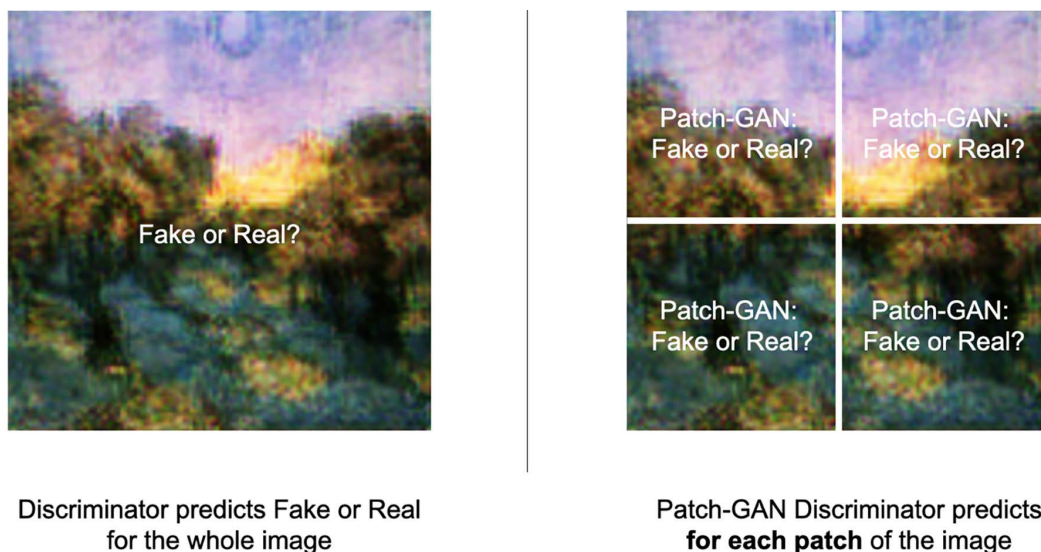 Fake or Real?
Discriminator predicts Fake or Real
for the whole image
Patch-GAN:
Fake or Real?
Patch-GAN:
Fake or Real?
Patch-GAN:
Fake or Real?
Patch-GAN:
Fake or Real?
Patch-GAN Discriminator predicts
for each patch of the image